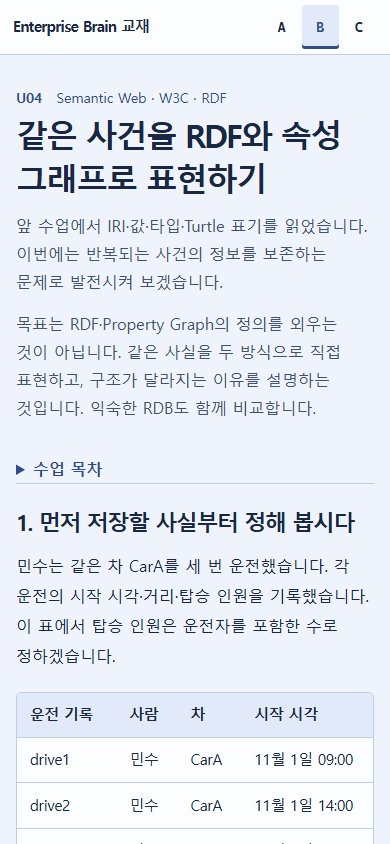 Enterprise Brain 교재
A B C
U04 Semantic Web · W3C · RDF
같은 사건을 RDF와 속성
그래프로 표현하기
앞 수업에서 IRI·값·타입·Turtle 표기를 읽었습니다.
이번에는 반복되는 사건의 정보를 보존하는
문제로 발전시켜 보겠습니다.
목표는 RDF·Property Graph의 정의를 외우는
것이 아닙니다. 같은 사실을 두 방식으로 직접
표현하고, 구조가 달라지는 이유를 설명하는
것입니다. 익숙한 RDB도 함께 비교합니다.
▶ 수업 목차
1. 먼저 저장할 사실부터 정해 봅시다
민수는 같은 차 CarA를 세 번 운전했습니다. 각
운전의 시작 시각·거리·탑승 인원을 기록했습니다.
이 표에서 탑승 인원은 운전자를 포함한 수로
정하겠습니다.
운전 기록 사람 차 시작 시각
drive1 민수 CarA 11월 1일 09:00
drive2 민수 CarA 11월 1일 14:00